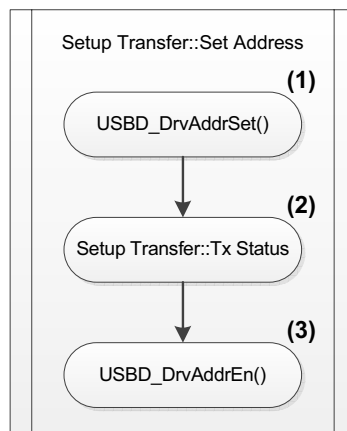 Setup Transfer::Set Address
(1)
USBD_DrvAddrSet()
(2)
Setup Transfer::Tx Status
(3)
USBD_DrvAddrEn()